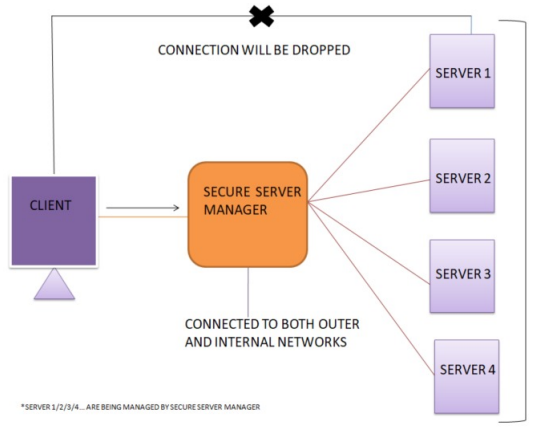 CONNECTION WILL BE DROPPED
SERVER 1
SERVER 2
CLIENT
SECURE SERVER
MANAGER
SERVER 3
CONNECTED TO BOTH OUTER
AND INTERNAL NETWORKS
SERVER 4
*SERVER 1/2/3/4... ARE BEING MANAGED BY SECURE SERVER MANAGER